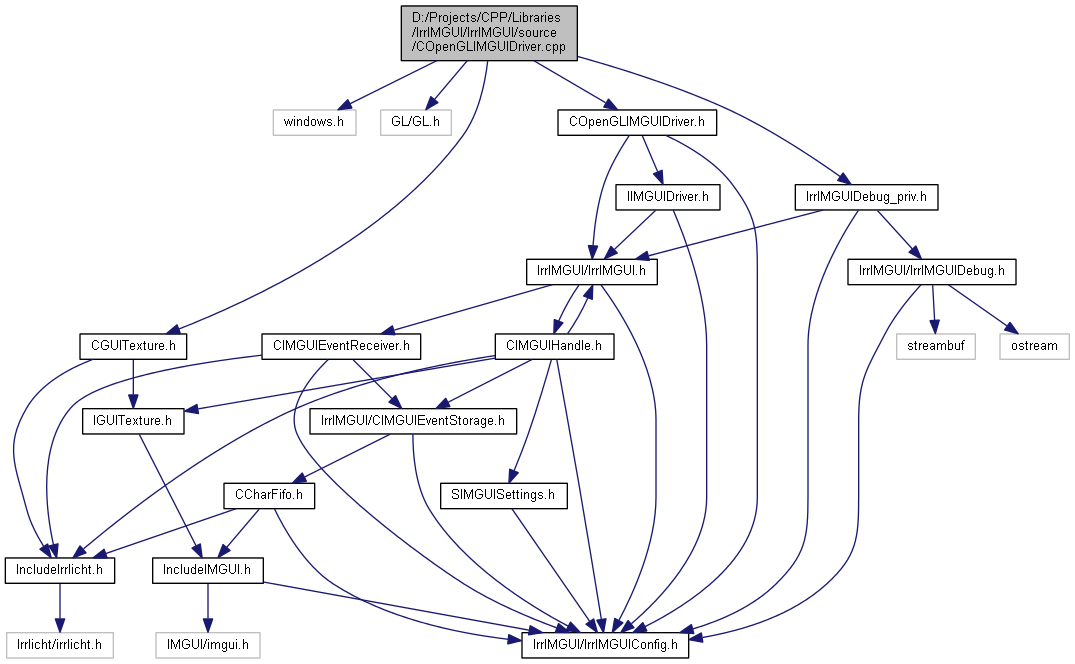 D:/Projects/CPP/Libraries
/IrrIMGUI/IrrIMGUI/source
/COpenGLIMGUIDriver.cpp
windows.h
GL/GL.h
COpenGLIMGUIDriver.h
IIMGUIDriver.h
IrrIMGUIDebug_priv.h
IrrIMGUI/IrrIMGUI.h
IrrIMGUI/IrrIMGUIDebug.h
CGUITexture.h
CIMGUIEventReceiver.h
CIMGUIHandle.h
streambuf
ostream
IGUITexture.h
IrrIMGUI/CIMGUIEventStorage.h
CCharFifo.h
SIMGUISettings.h
IncludeIrrlicht.h
IncludeIMGUI.h
Irrlicht/irrlicht.h
IMGUI/imgui.h
IrrIMGUI/IrrIMGUIConfig.h